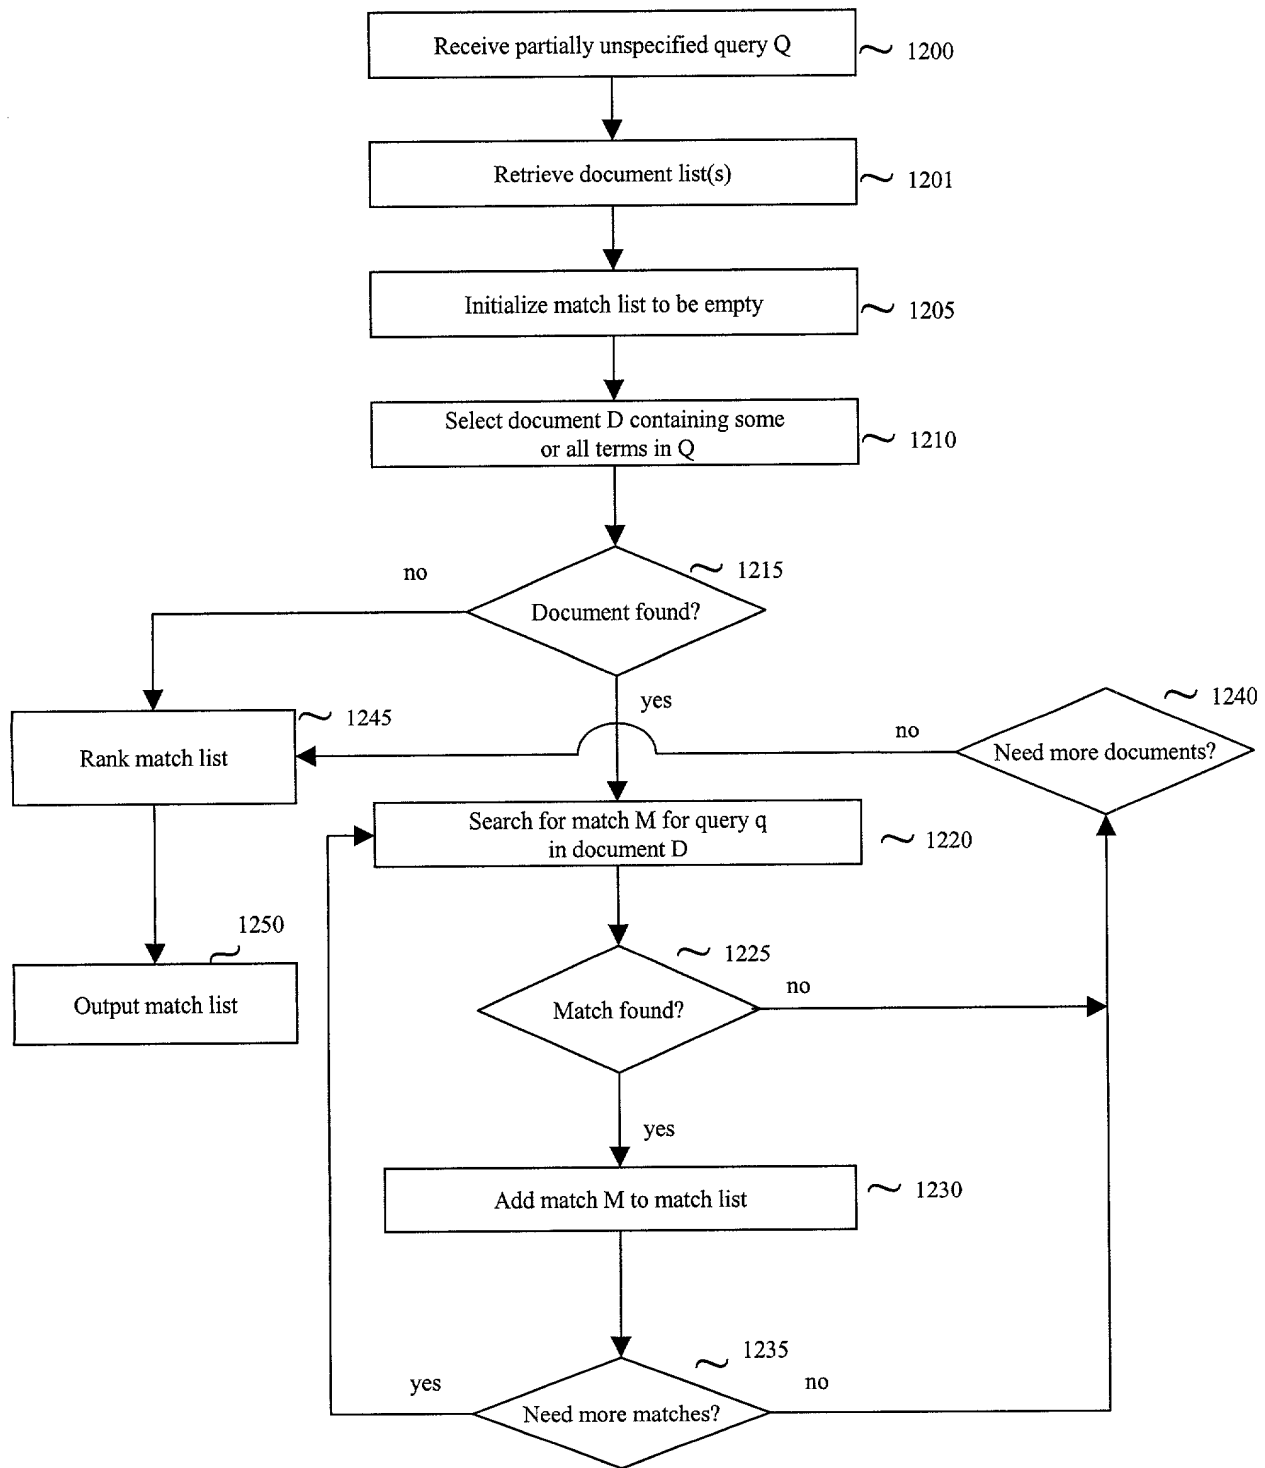 Receive partially unspecified query Q
1200
Retrieve document list(s)
1201
Initialize match list to be empty
1205
Select document D containing some
or all terms in Q
1210
no
1215
Document found?
yes
1240
1245
no
Need more documents?
Rank match list
Search for match M for query q
in document D
1220
1250
1225
no
Output match list
Match found?
yes
1230
Add match M to match list
1235
yes
no
Need more matches?